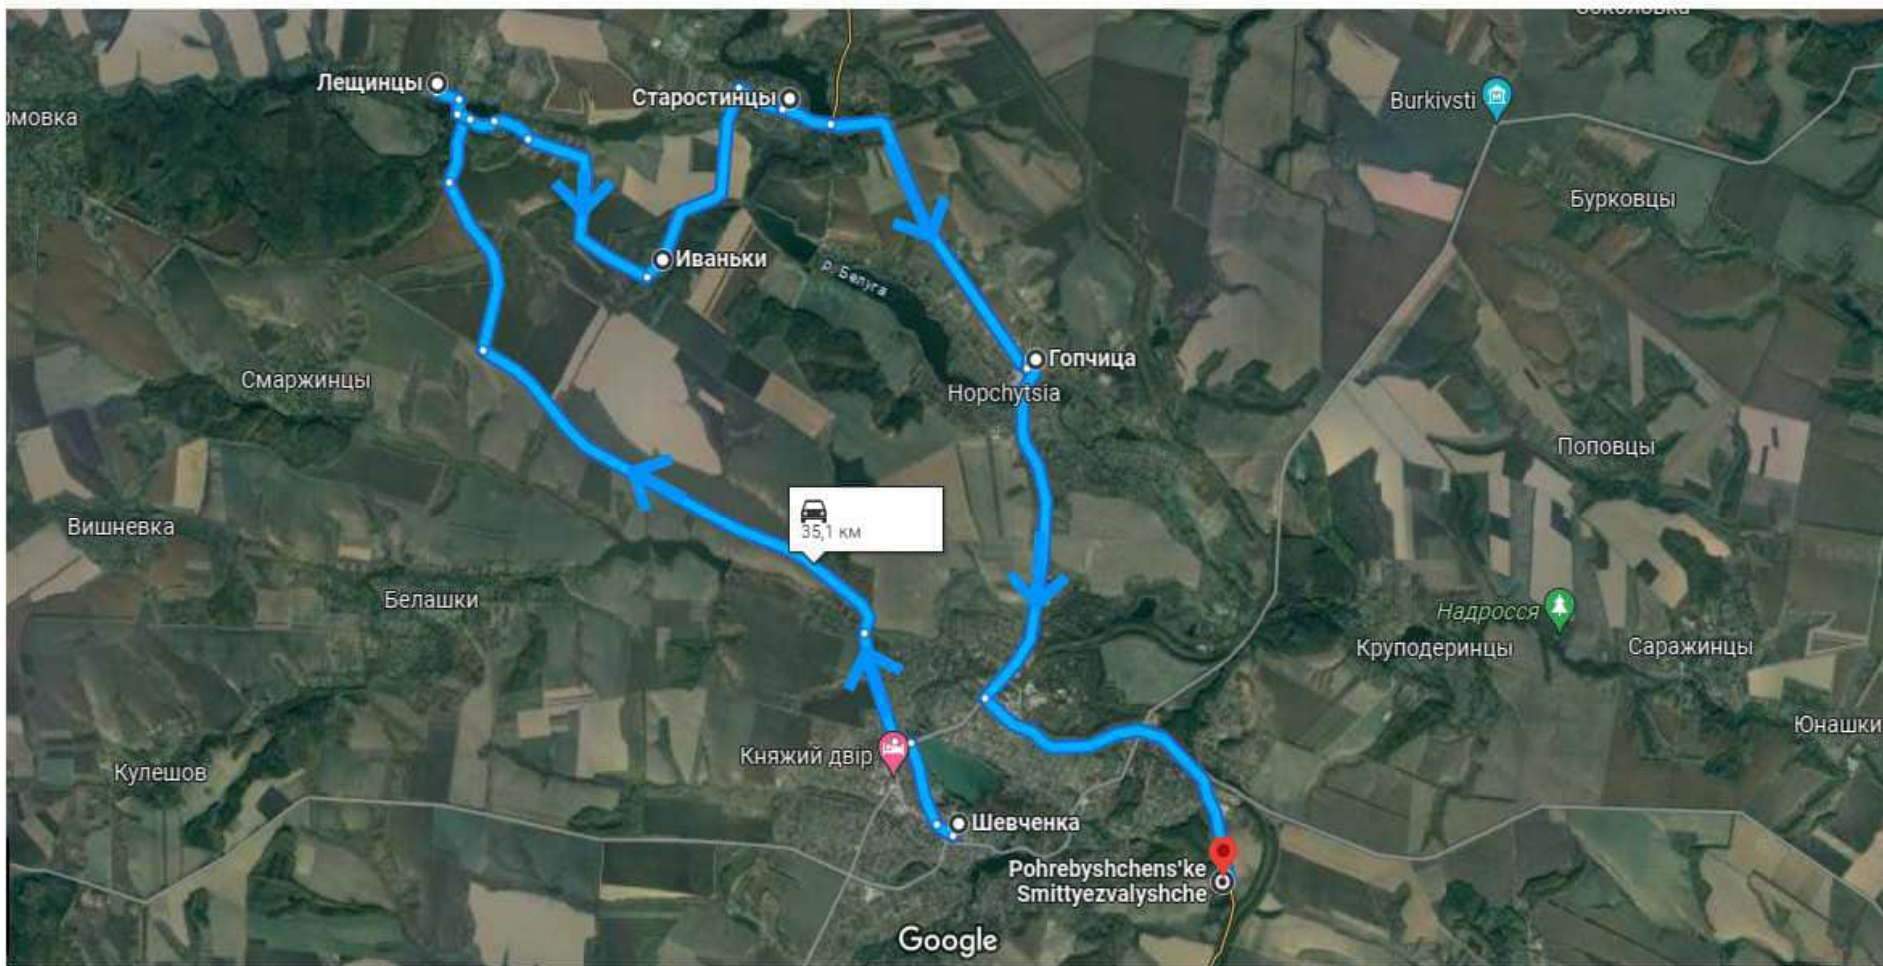 Соколовка
Лещинцы
Старостинцы
Burkivsti
омовка
Бурковцы
Иваньки
р. Белуга
Гопчица
Hopchytsia
Смаржинцы
Поповцы
35,1 км
Вишневка
Белашки
Надросся
Круподеринцы
Саражинцы
Юнашки
Княжий двір
Кулешов
Шевченка
Pohrebyshchens'ke
Smittyezvalyshche
Google